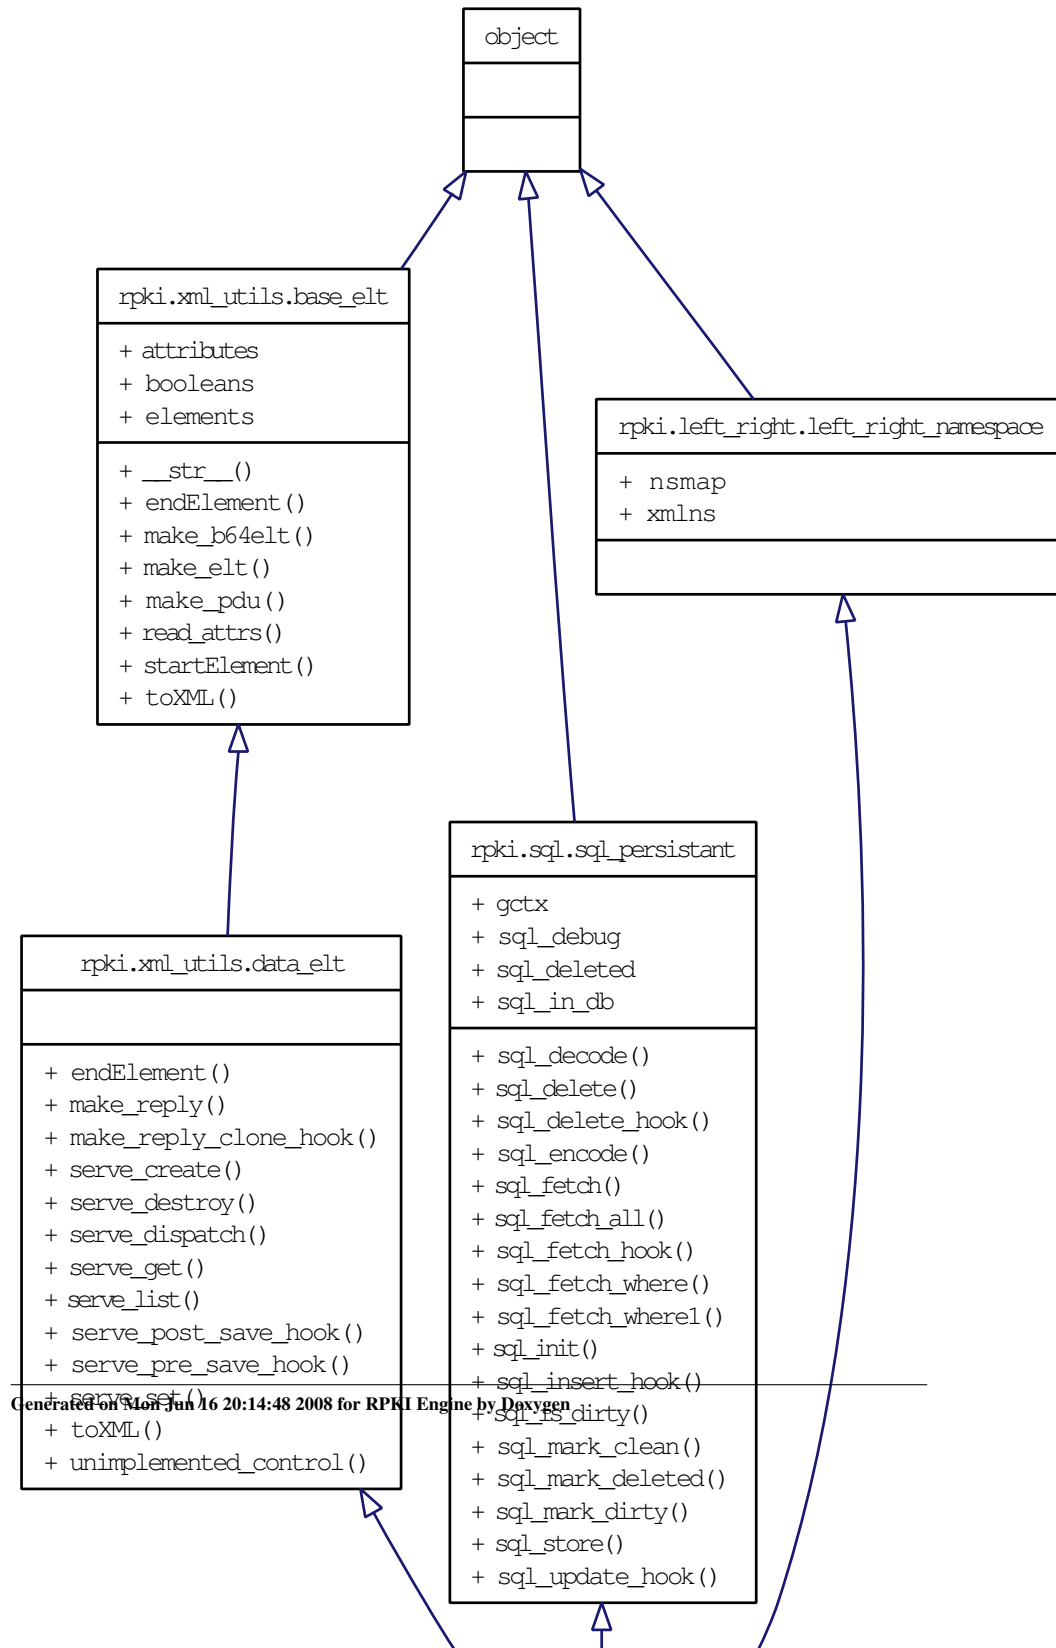 object
rpki.xml_utils.base_elt
+ attributes
+ booleans
+ elements
+ __str__()
+ endElement()
+ make_b64elt()
+ make_elt()
+ make_pdu()
+ read_attrs()
+ startElement()
+ toXML()
rpki.left_right.left_right_namespace
+ nsmap
+ xmlns
rpki.sql.sql_persistant
+ gctx
+ sql_debug
+ sql_deleted
+ sql_in_db
+ sql_decode()
+ sql_delete()
+ sql_delete_hook()
+ sql_encode()
+ sql_fetch()
+ sql_fetch_all()
+ sql_fetch_hook()
+ sql_fetch_where()
+ sql_fetch_where1()
+ sql_init()
+ sql_insert_hook()
+ sql_is_dirty()
+ sql_mark_clean()
+ sql_mark_deleted()
+ sql_mark_dirty()
+ sql_store()
+ sql_update_hook()
rpki.xml_utils.data_elt
+ endElement()
+ make_reply()
+ make_reply_clone_hook()
+ serve_create()
+ serve_destroy()
+ serve_dispatch()
+ serve_get()
+ serve_list()
+ serve_post_save_hook()
+ serve_pre_save_hook()
+ serve_set()
+ toXML()
+ unimplemented_control()
Generated on Mon Jun 16 20:14:48 2008 for RPKI Engine by Doxygen